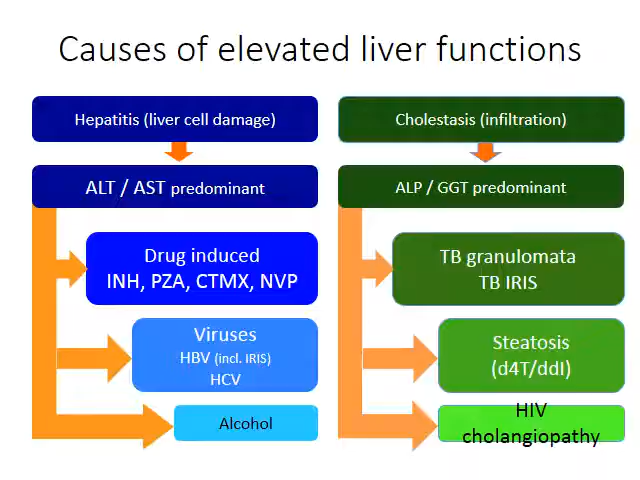 Causes of elevated liver functions
Hepatitis (liver cell damage)
ALT / AST predominant
Drug induced
INH, PZA, CTMX, NVP
Viruses
HBV (incl. IRIS)
HCV
Alcohol
Cholestasis (infiltration)
ALP / GGT predominant
TB granulomata
TB IRIS
Steatosis
(d4T/ddI)
HIV
cholangiopathy